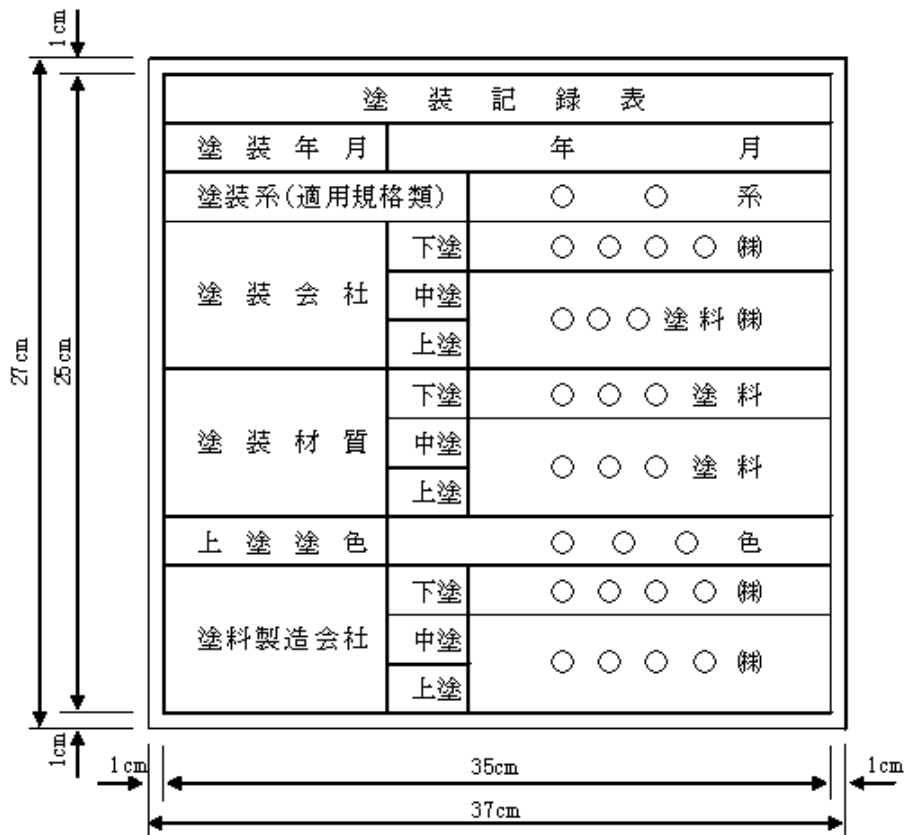 1cm
塗装記録表
塗装年月 年 月
塗装系(適用規格類) ○ ○ 系
下塗 ○○○○㈱
塗装会社 中塗 ○○○塗料㈱
上塗
下塗 ○○○塗料
塗装材質 中塗 ○○○塗料
上塗
上塗塗色 ○○○色
下塗 ○○○○㈱
塗料製造会社 中塗 ○○○○㈱
上塗
27cm
25cm
1cm
1cm 35cm 1cm
37cm